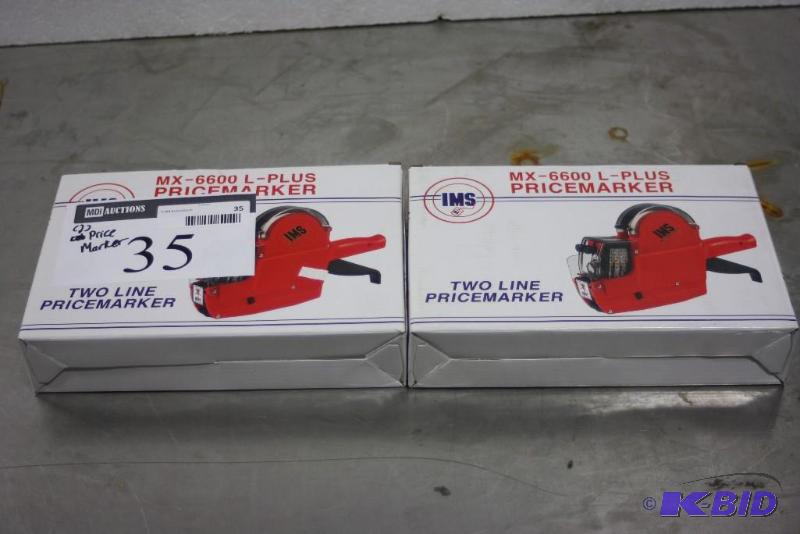 MX-6600 L-PLUS
PRICEMARKER
IMS
MDI AUCTIONS
35
Price
Marker
35
IMS
TWO LINE
PRICEMARKER
MX-6600 L-PLUS
PRICEMARKER
IMS
IMS
TWO LINE
PRICEMARKER
© K-BID